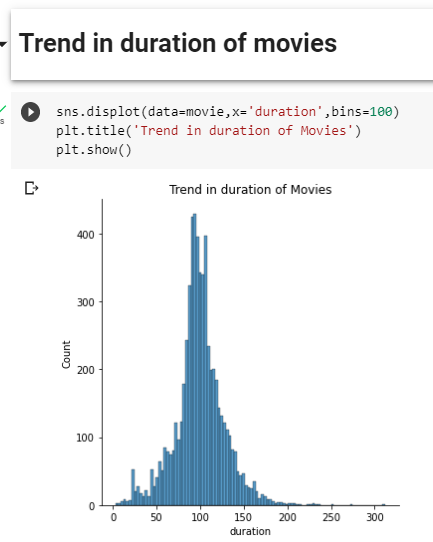 Trend in duration of movies
s
sns.displot(data=movie,x='duration',bins=100)
plt.title('Trend in duration of Movies')
plt.show()
Trend in duration of Movies
400
300
200
100
0
Count
0 50 100 150 200 250 300
duration